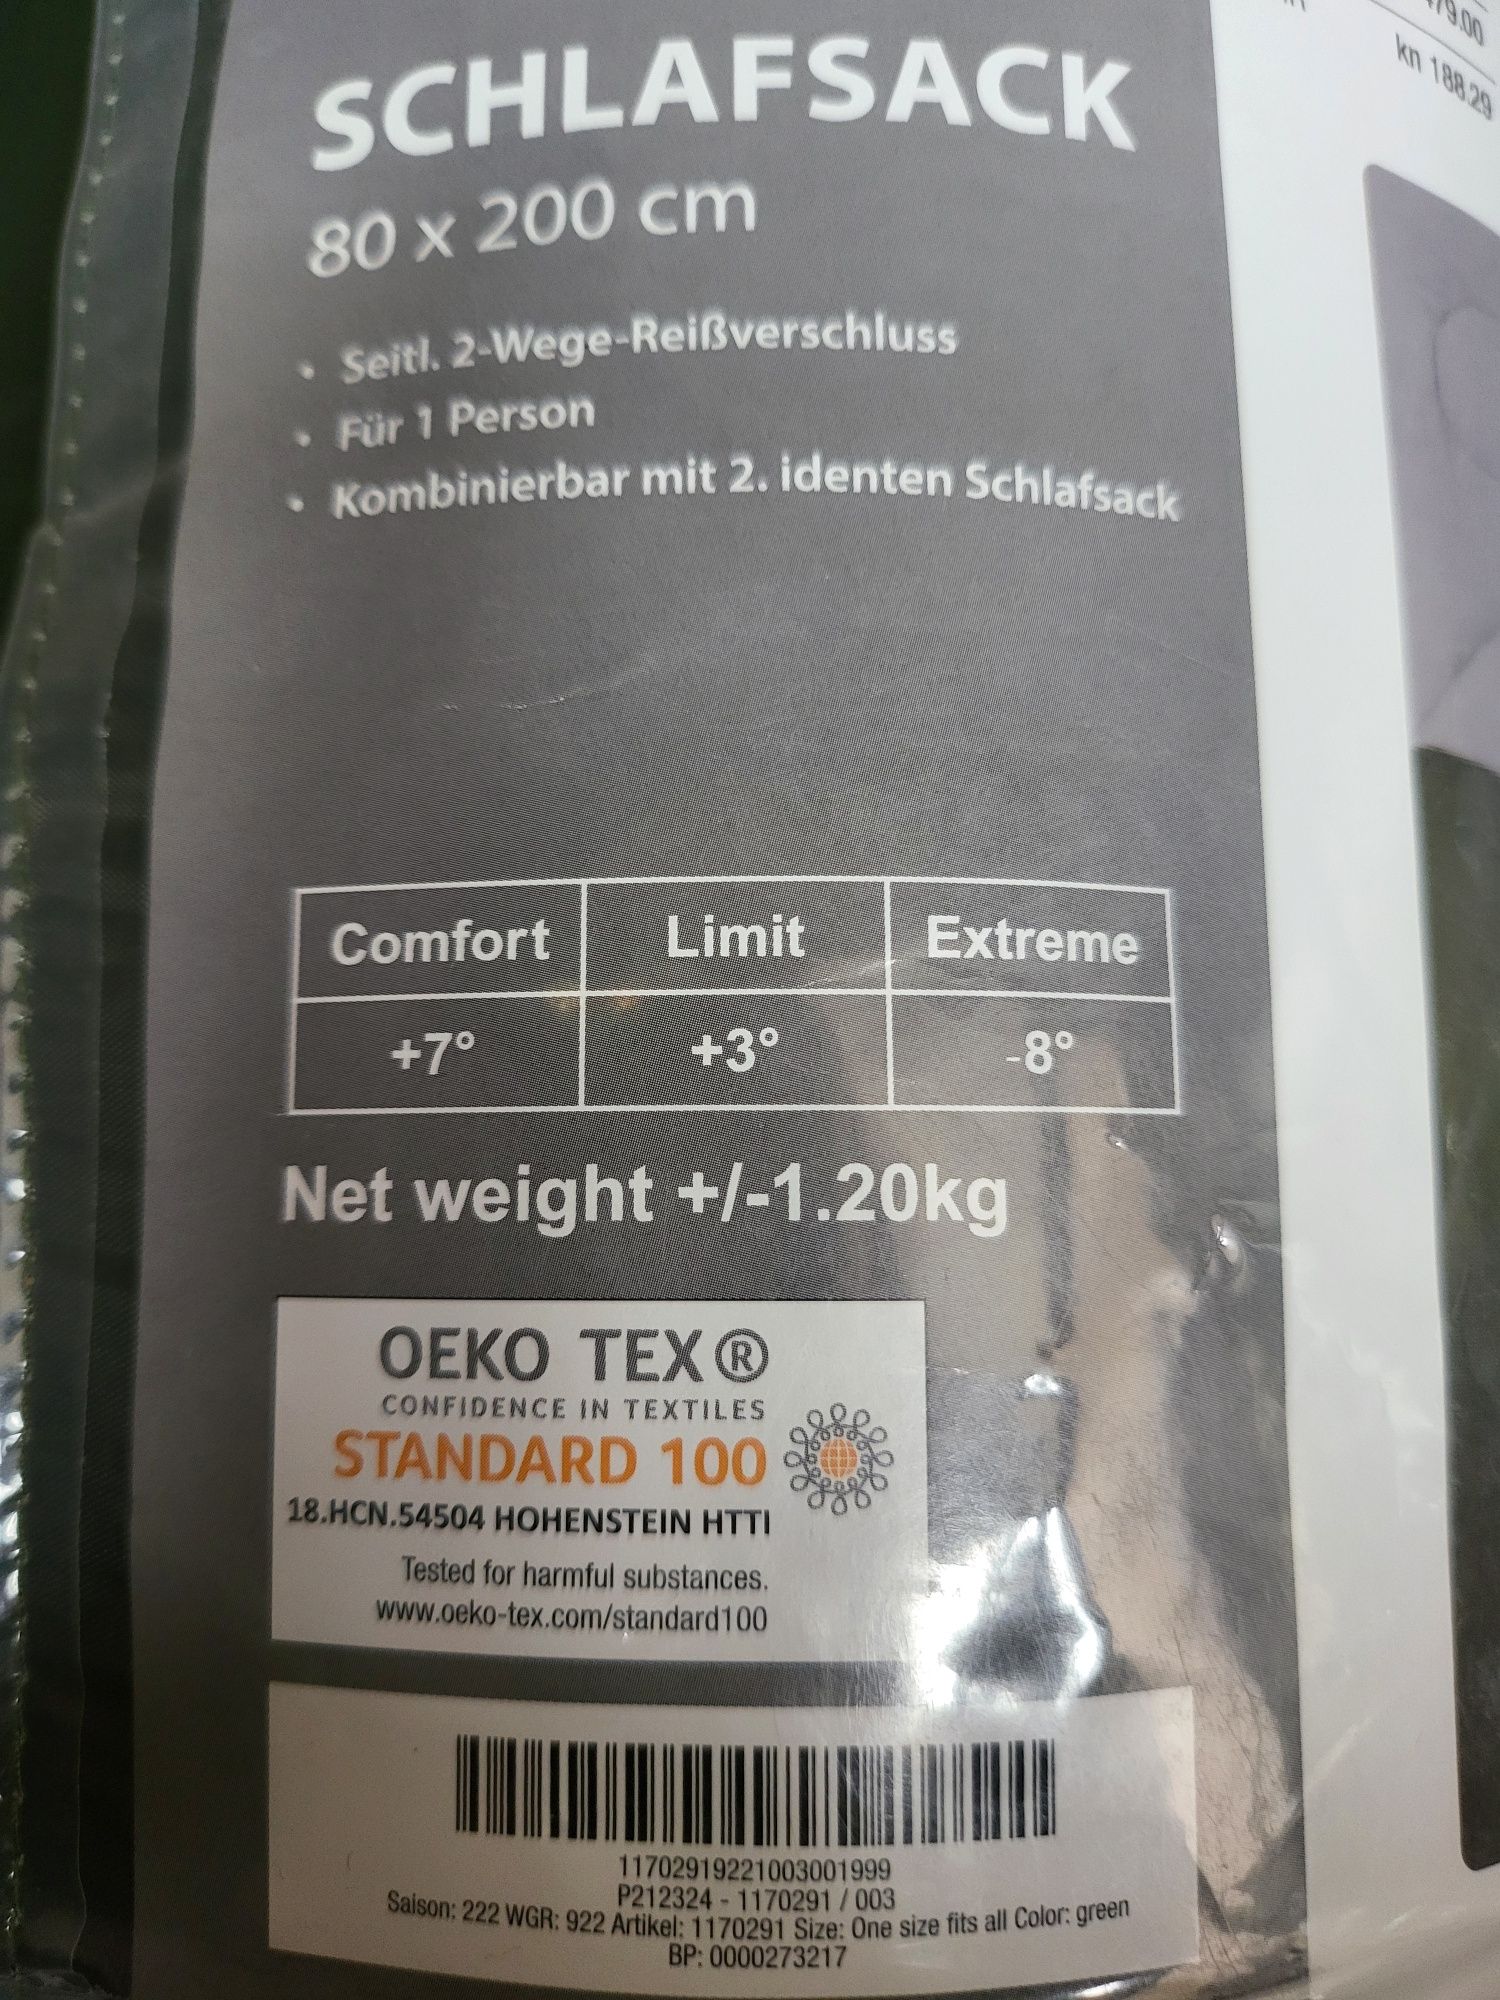 SCHLAFSACK
80 x 200 cm
• Seitl. 2-Wege-Reißverschluss
• Für 1 Person
• Kombinierbar mit 2. identen Schlafsack
Comfort Limit Extreme
+7° +3° -8°
Net weight +/-1.20kg
OEKO TEX®
CONFIDENCE IN TEXTILES
STANDARD 100
18.HCN.54504 HOHENSTEIN HTTI
Tested for harmful substances.
www.oeko-tex.com/standard100
11702919221003001999
P212324 - 1170291 / 003
Saison: 222 WGR: 922 Artikel: 1170291 Size: One size fits all Color: green
BP: 0000273217
kn 188.29